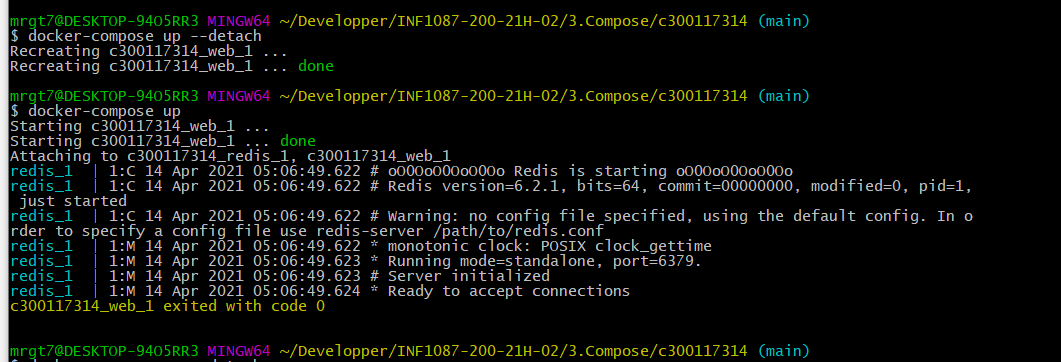 mrgt7@DESKTOP-94O5RR3 MINGW64 ~/Developper/INF1087-200-21H-02/3.Compose/c300117314 (main)
$ docker-compose up --detach
Recreating c300117314_web_1 ...
Recreating c300117314_web_1 ... done
mrgt7@DESKTOP-94O5RR3 MINGW64 ~/Developper/INF1087-200-21H-02/3.Compose/c300117314 (main)
$ docker-compose up
Starting c300117314_web_1 ...
Starting c300117314_web_1 ... done
Attaching to c300117314_redis_1, c300117314_web_1
redis_1  | 1:C 14 Apr 2021 05:06:49.622 # oO0OoO0OoO0Oo Redis is starting oO0OoO0OoO0Oo
redis_1  | 1:C 14 Apr 2021 05:06:49.622 # Redis version=6.2.1, bits=64, commit=00000000, modified=0, pid=1,
 just started
redis_1  | 1:C 14 Apr 2021 05:06:49.622 # Warning: no config file specified, using the default config. In o
rder to specify a config file use redis-server /path/to/redis.conf
redis_1  | 1:M 14 Apr 2021 05:06:49.622 * monotonic clock: POSIX clock_gettime
redis_1  | 1:M 14 Apr 2021 05:06:49.623 * Running mode=standalone, port=6379.
redis_1  | 1:M 14 Apr 2021 05:06:49.623 # Server initialized
redis_1  | 1:M 14 Apr 2021 05:06:49.624 * Ready to accept connections
c300117314_web_1 exited with code 0
mrgt7@DESKTOP-94O5RR3 MINGW64 ~/Developper/INF1087-200-21H-02/3.Compose/c300117314 (main)